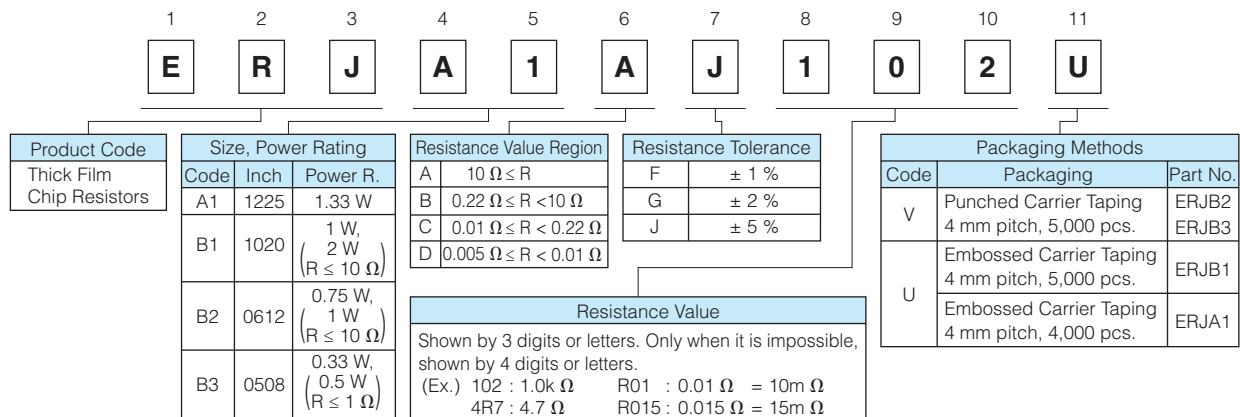 1 2 3 4 5 6 7 8 9 10 11
E R J A 1 A J 1 0 2 U
Product Code
Thick Film
Chip Resistors
Size, Power Rating
Code Inch Power R.
A1 1225 1.33 W
B1 1020 1 W, ( 2 W R ≤ 10 Ω )
B2 0612 0.75 W, ( 1 W R ≤ 10 Ω )
B3 0508 0.33 W, ( 0.5 W R ≤ 1 Ω )
Resistance Value Region
A 10 Ω ≤ R
B 0.22 Ω ≤ R <10 Ω
C 0.01 Ω ≤ R < 0.22 Ω
D 0.005 Ω ≤ R < 0.01 Ω
Resistance Tolerance
F ± 1 %
G ± 2 %
J ± 5 %
Resistance Value
Shown by 3 digits or letters. Only when it is impossible,
shown by 4 digits or letters.
(Ex.) 102 : 1.0k Ω R01 : 0.01 Ω = 10m Ω
4R7 : 4.7 Ω R015 : 0.015 Ω = 15m Ω
Packaging Methods
Code Packaging Part No.
V Punched Carrier Taping ERJB2
4 mm pitch, 5,000 pcs. ERJB3
U Embossed Carrier Taping
4 mm pitch, 5,000 pcs. ERJB1
Embossed Carrier Taping
4 mm pitch, 4,000 pcs. ERJA1